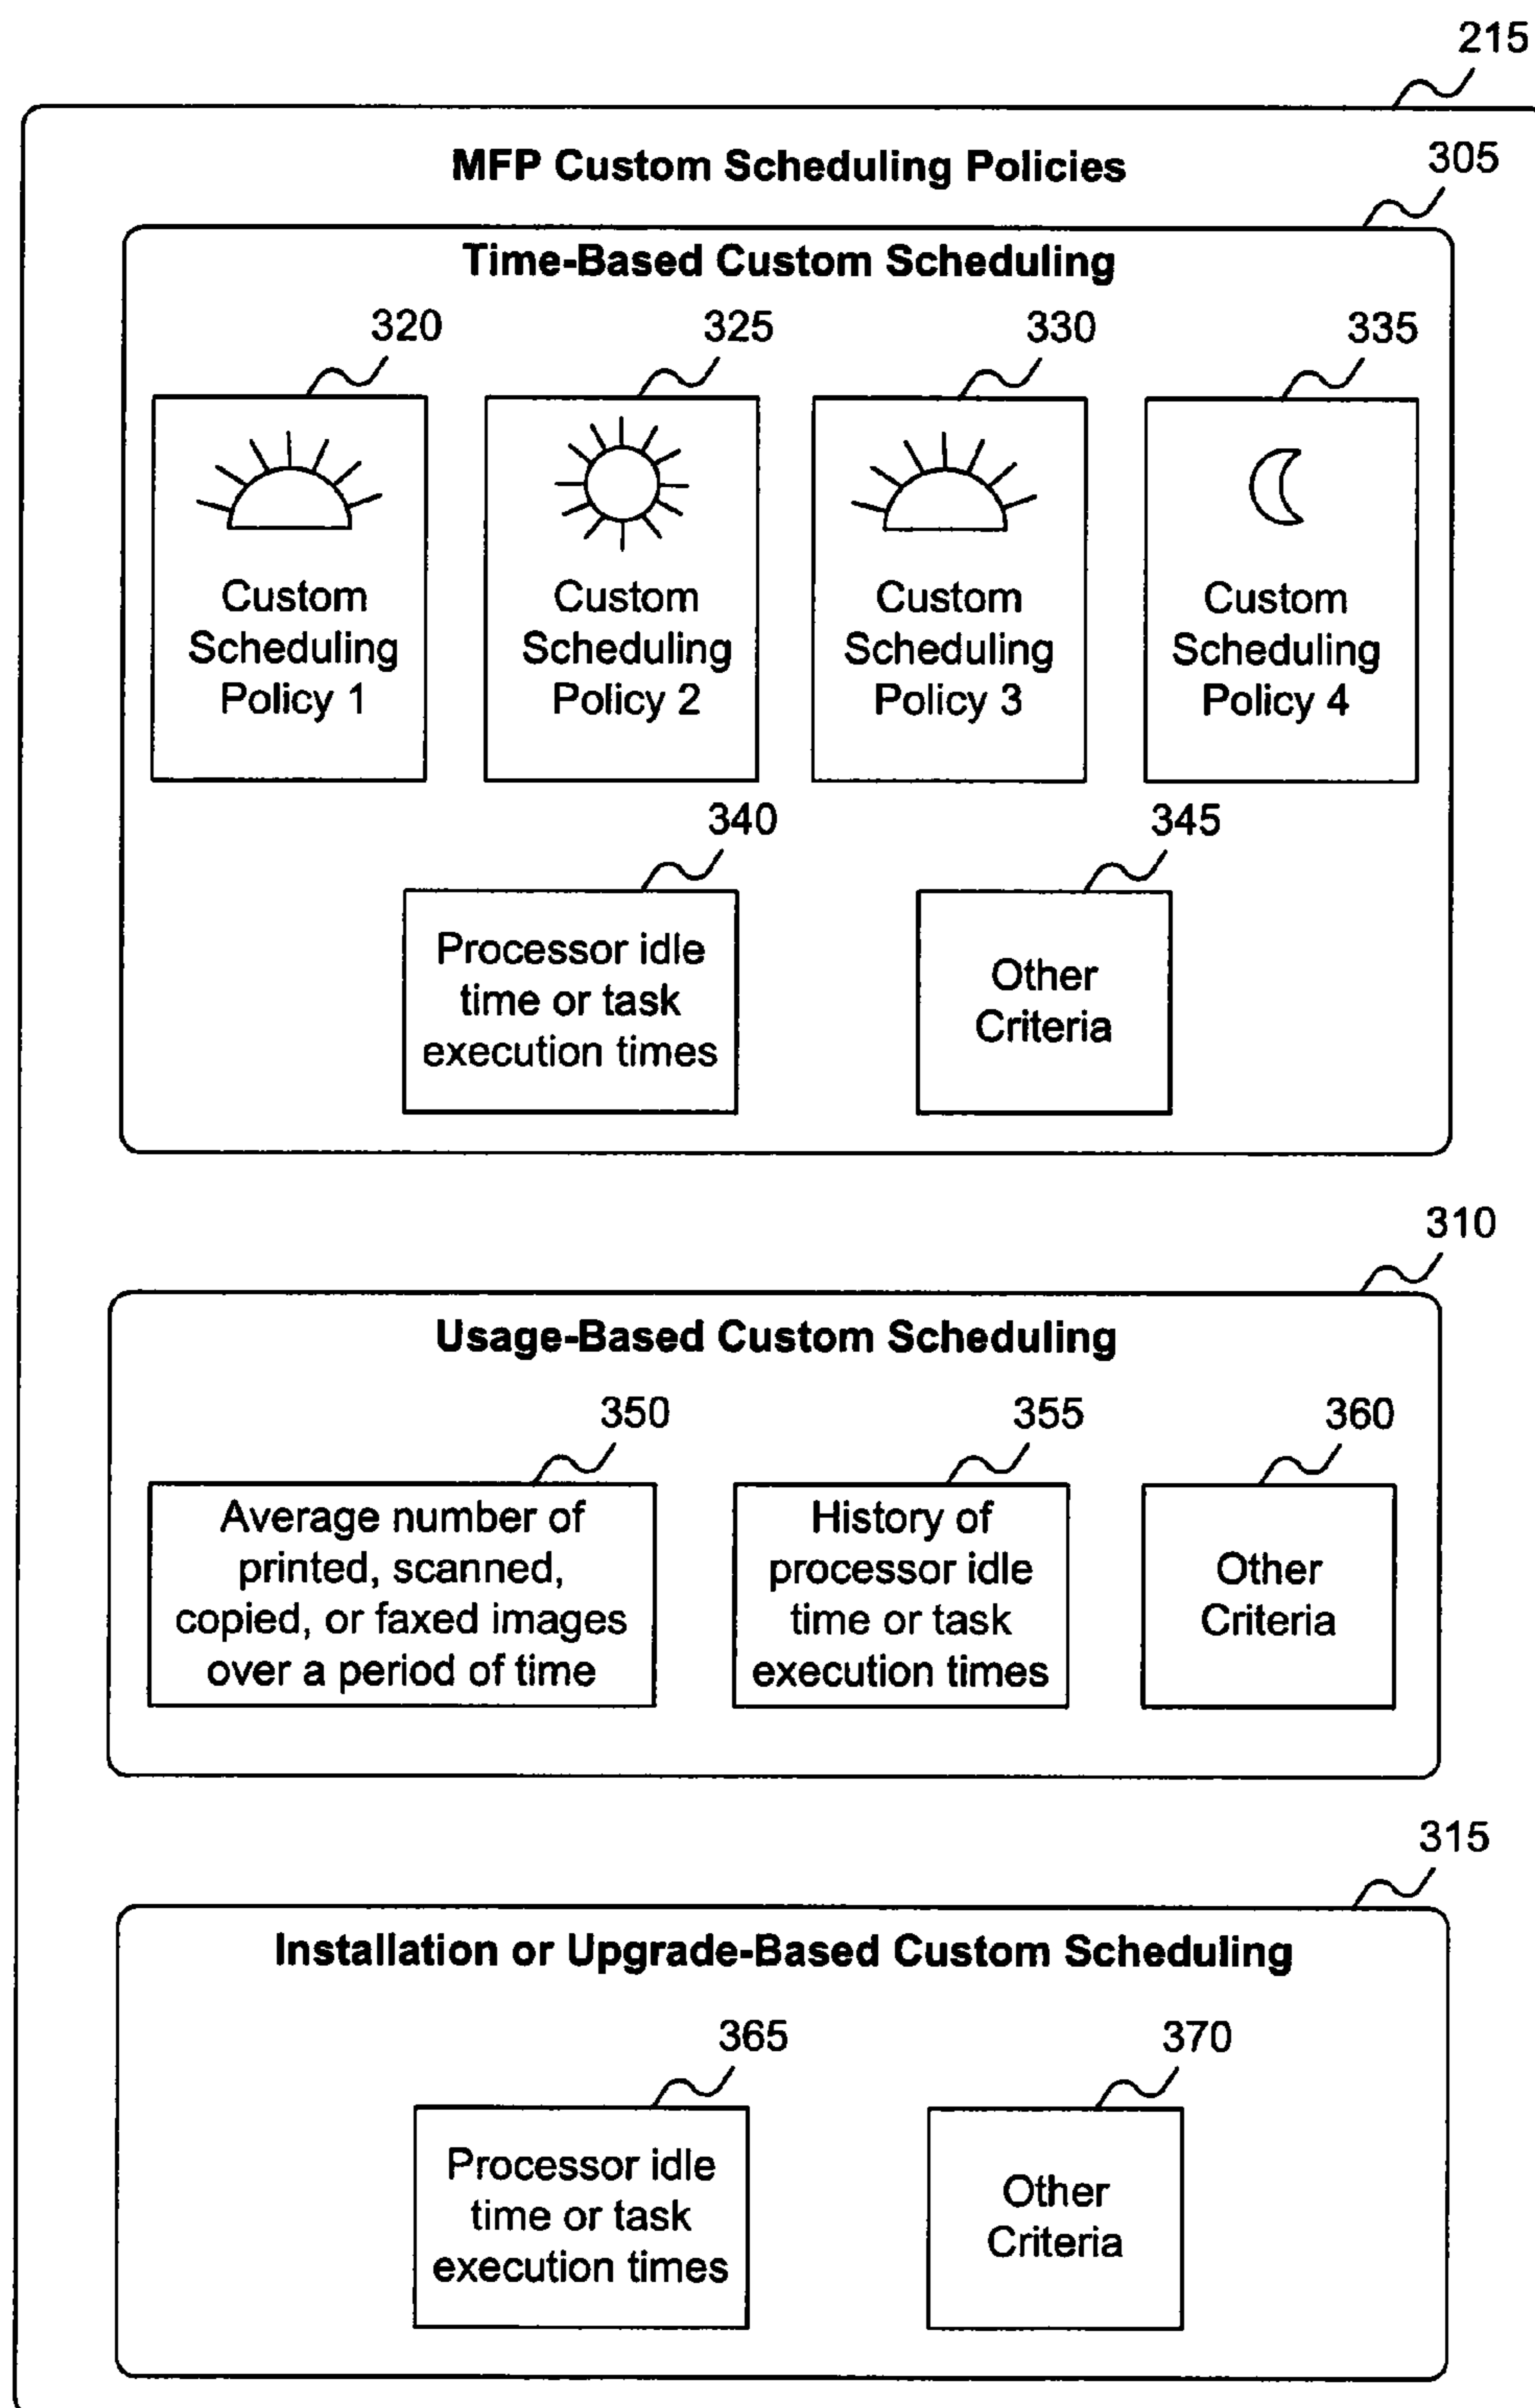 215
MFP Custom Scheduling Policies
305
Time-Based Custom Scheduling
320
325
330
335
Custom
Scheduling
Policy 1
Custom
Scheduling
Policy 2
Custom
Scheduling
Policy 3
Custom
Scheduling
Policy 4
340
345
Processor idle
time or task
execution times
Other
Criteria
310
Usage-Based Custom Scheduling
350
355
360
Average number of
printed, scanned,
copied, or faxed images
over a period of time
History of
processor idle
time or task
execution times
Other
Criteria
315
Installation or Upgrade-Based Custom Scheduling
365
370
Processor idle
time or task
execution times
Other
Criteria